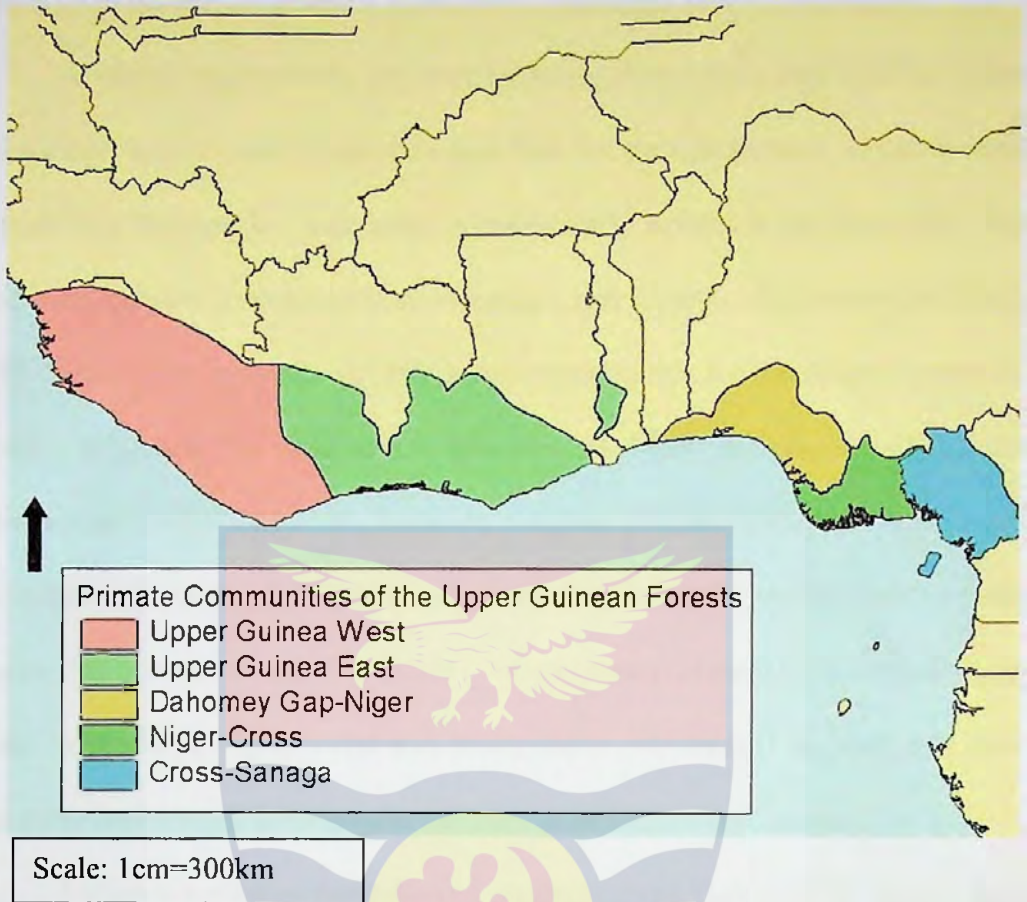 Primate Communities of the Upper Guinean Forests
Upper Guinea West
Upper Guinea East
Dahomey Gap-Niger
Niger-Cross
Cross-Sanaga
Scale: 1cm=300km